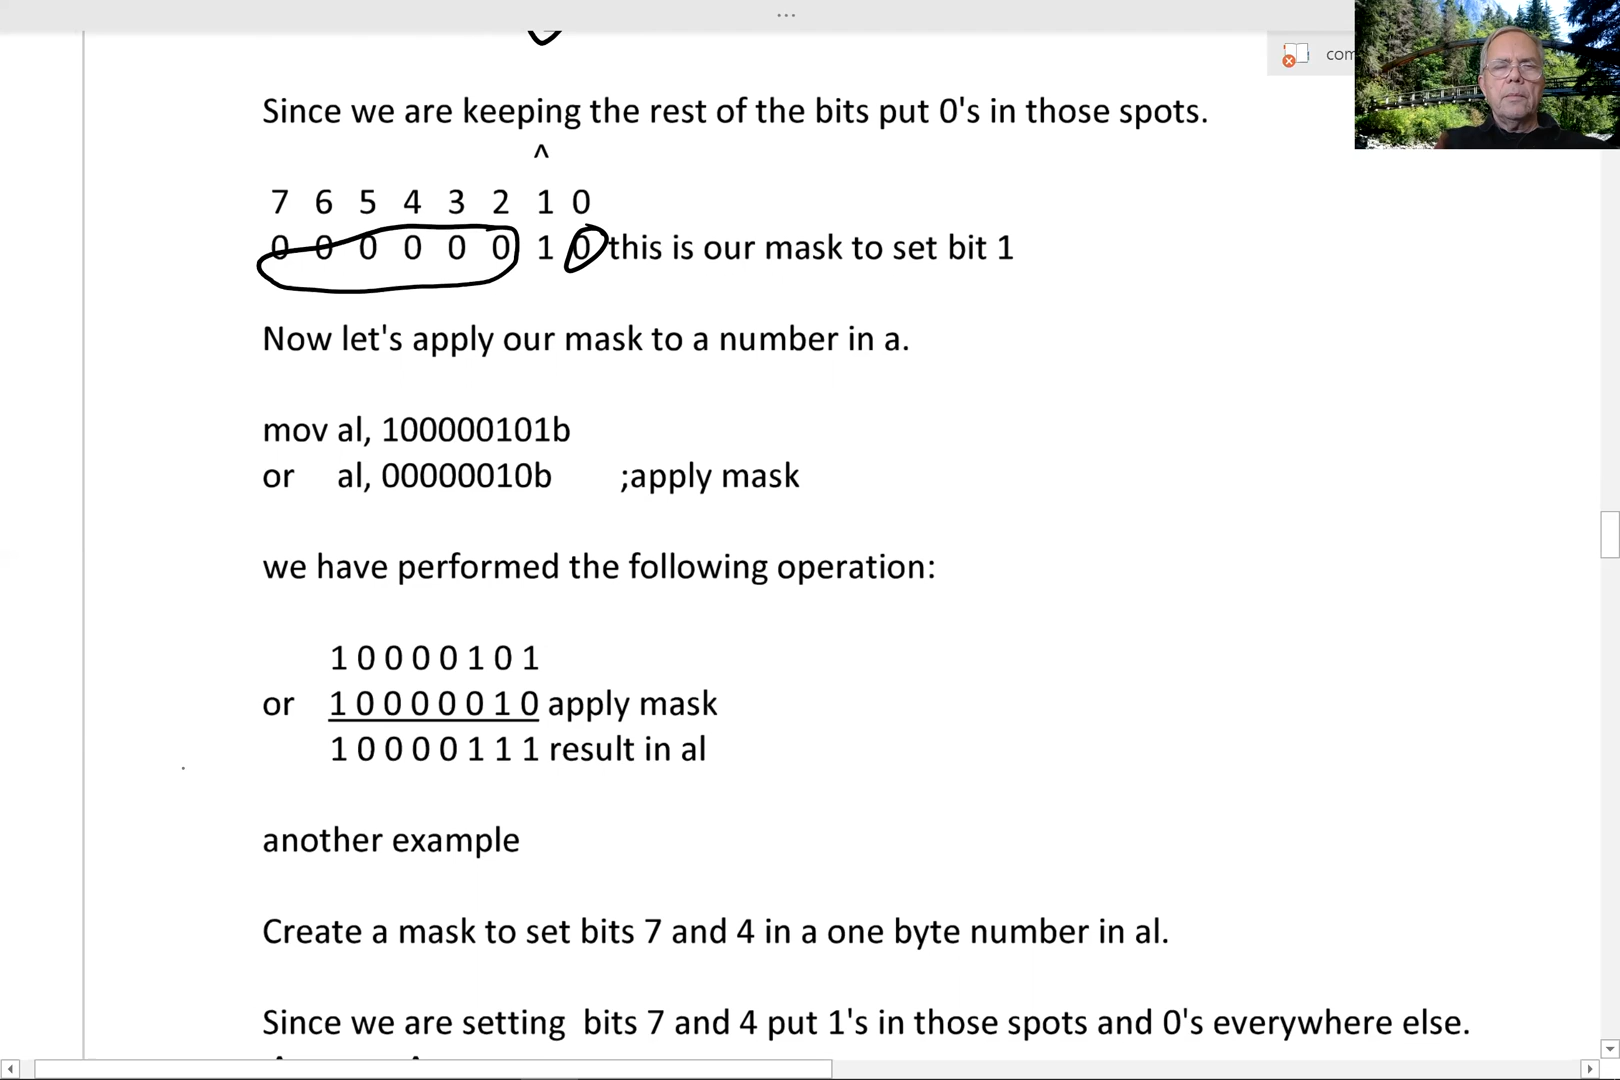 ...
com
Since we are keeping the rest of the bits put 0's in those spots.
^
7 6 5 4 3 2 1 0
0 0 0 0 0 0 1 0 this is our mask to set bit 1
Now let's apply our mask to a number in a.
mov al, 100000101b
or al, 00000010b ;apply mask
we have performed the following operation:
1 0 0 0 0 1 0 1
or 1 0 0 0 0 0 1 0 apply mask
1 0 0 0 0 1 1 1 result in al
another example
Create a mask to set bits 7 and 4 in a one byte number in al.
Since we are setting bits 7 and 4 put 1's in those spots and 0's everywhere else.